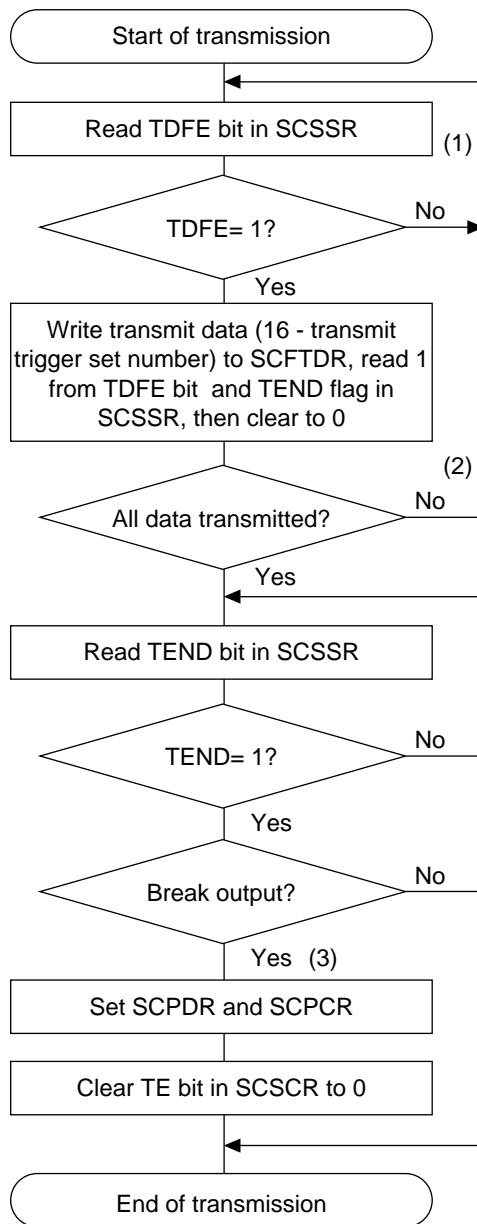 Start of transmission
Read TDFE bit in SCSSR
(1)
TDFE= 1?
No
Yes
Write transmit data (16 - transmit
trigger set number) to SCFTDR, read 1
from TDFE bit and TEND flag in
SCSSR, then clear to 0
(2)
All data transmitted?
No
Yes
Read TEND bit in SCSSR
TEND= 1?
No
Yes
Break output?
No
Yes (3)
Set SCPDR and SCPCR
Clear TE bit in SCSCR to 0
End of transmission